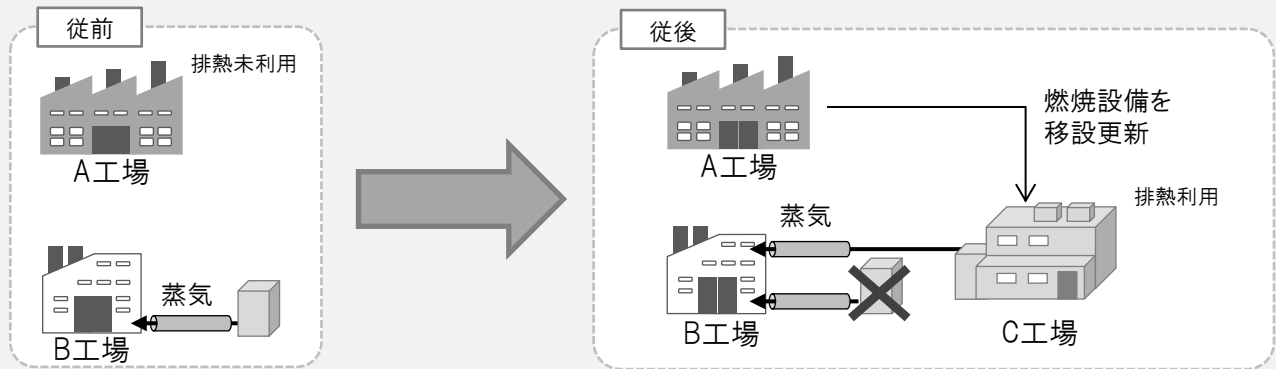 従前
排熱未利用
A工場
蒸気
B工場
従後
燃焼設備を
移設更新
A工場
排熱利用
蒸気
B工場
C工場